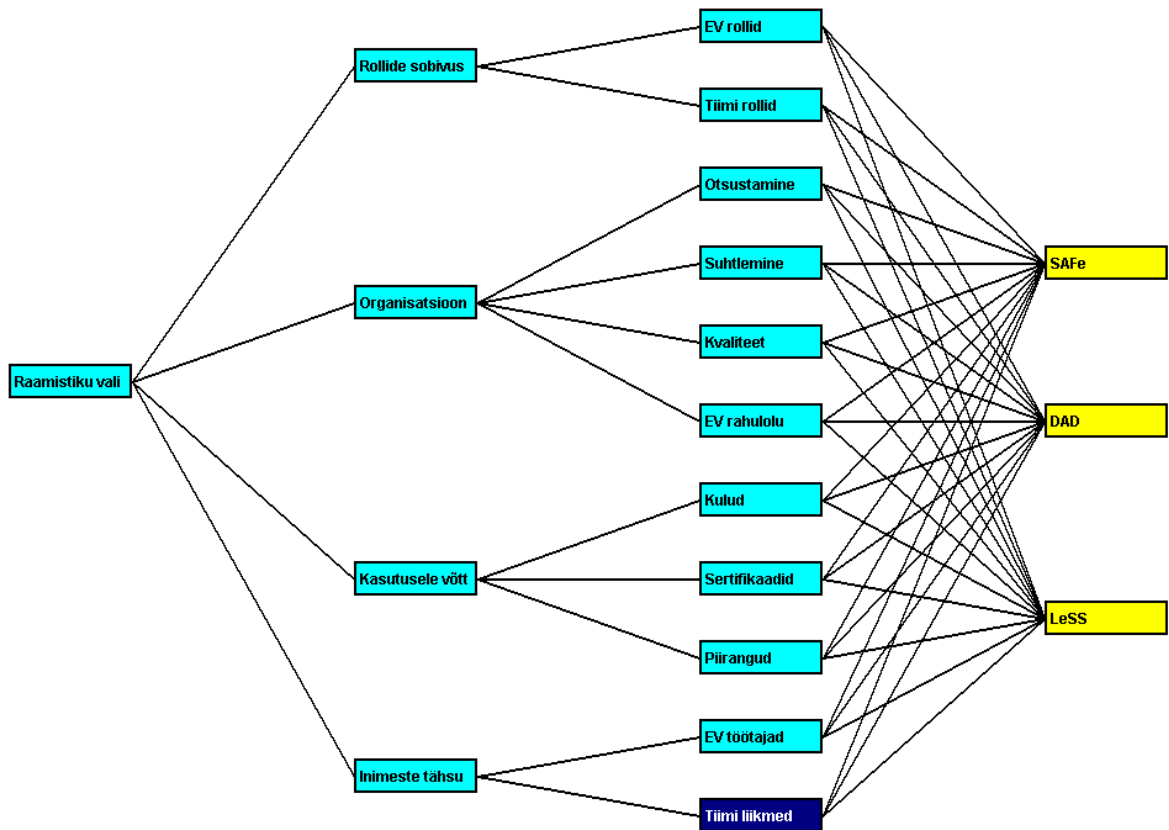 Raamistiku vali
Rollide sobivus
Organisatsioon
Kasutusele võtt
Inimeste tähsu
EV rollid
Tiimi rollid
Otsustamine
Suhtlemine
Kvaliteet
EV rahulolu
Kulud
Sertifikaadid
Piirangud
EV töötajad
Tiimi liikmed
SAFe
DAD
LeSS